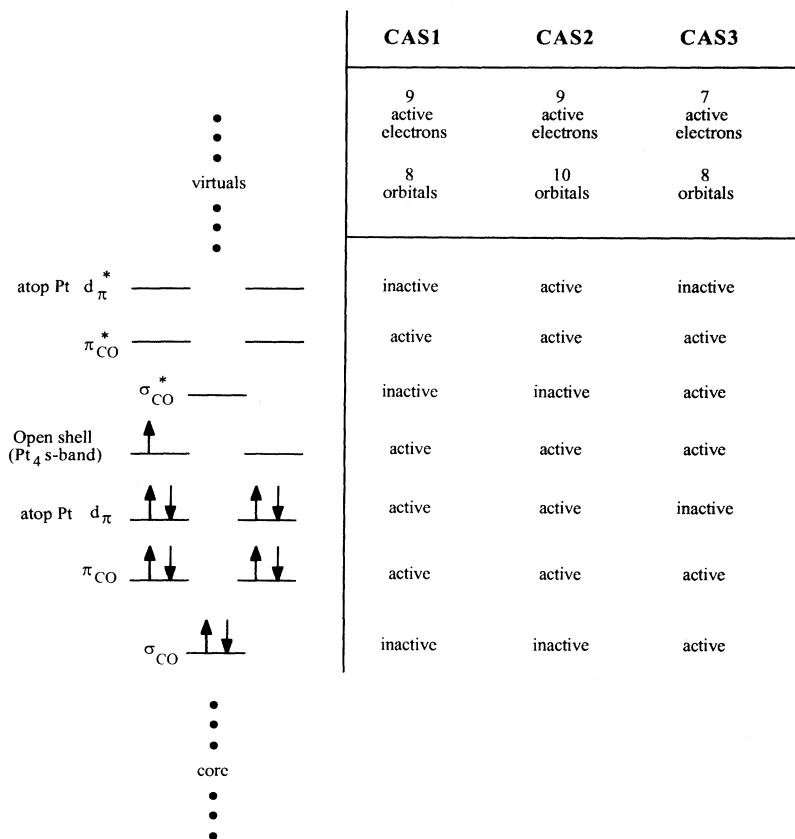 CAS1 CAS2 CAS3
9 9 7
active active active
electrons electrons electrons
8 10 8
orbitals orbitals orbitals
virtuals
atop Pt dπ* inactive active inactive
πCO* active active active
σCO* inactive inactive active
Open shell
(Pt4 s-band) active active active
atop Pt dπ active active inactive
πCO active active active
σCO inactive inactive active
core